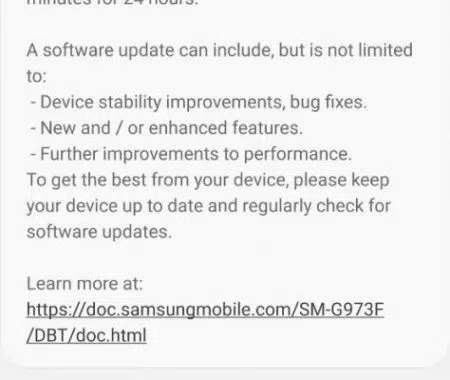 minutes for 24 hours.
A software update can include, but is not limited
to:
- Device stability improvements, bug fixes.
- New and / or enhanced features.
- Further improvements to performance.
To get the best from your device, please keep
your device up to date and regularly check for
software updates.
Learn more at:
https://doc.samsungmobile.com/SM-G973F
/DBT/doc.html